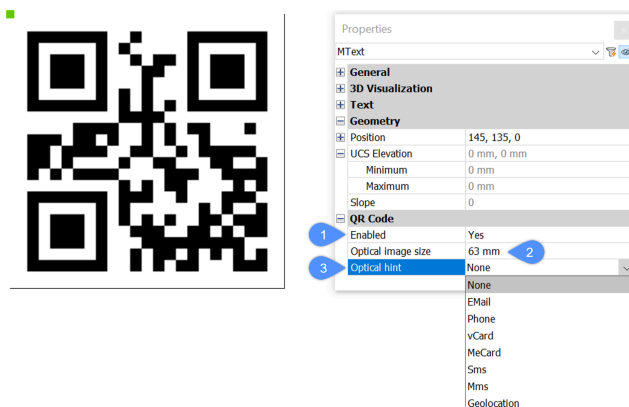 Properties
MText
General
3D Visualization
Text
Geometry
Position 145, 135, 0
UCS Elevation 0 mm, 0 mm
Minimum 0 mm
Maximum 0 mm
Slope 0
QR Code
1 Enabled Yes
Optical image size 63 mm 2
3 Optical hint None
None
EMail
Phone
vCard
MeCard
Sms
Mms
Geolocation